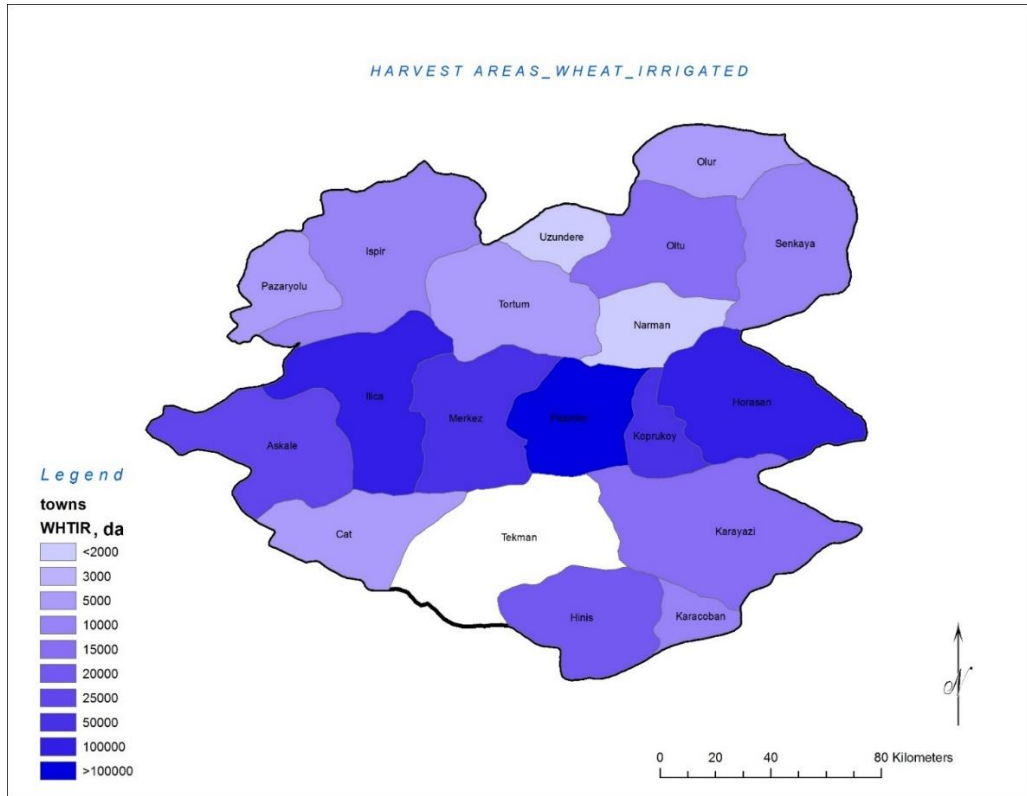 HARVEST AREAS_WHEAT_IRRIGATED
Olur
Uzundere
Oltu
Senkaya
Ispir
Pazaryolu
Tortum
Narman
Ilica
Merkez
Horasan
Koprukoy
Askale
Cat
Tekman
Karayazi
Hinis
Karacoban
Legend
towns
WHTIR, da
<2000
3000
5000
10000
15000
20000
25000
50000
100000
>100000
N
0 20 40 80 Kilometers